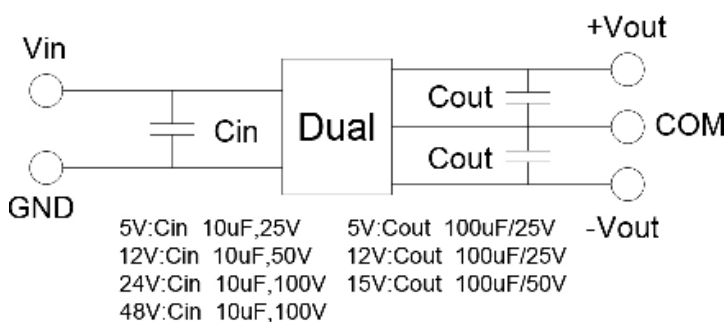 +Vout
Vin
Cout
Cin
Dual
COM
Cout
GND
-Vout
5V:Cin 10uF,25V 5V:Cout 100uF/25V
12V:Cin 10uF,50V 12V:Cout 100uF/25V
24V:Cin 10uF,100V 15V:Cout 100uF/50V
48V:Cin 10uF,100V